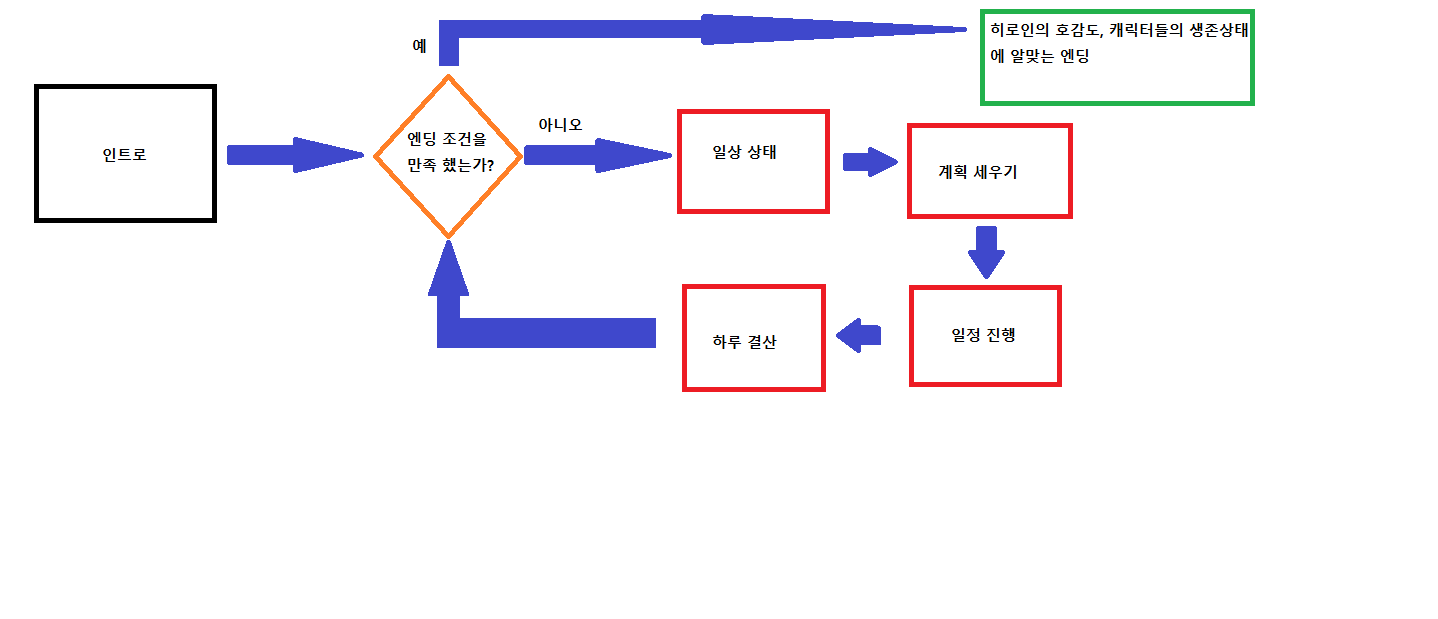 예
히로인의 호감도, 캐릭터들의 생존상태
에 알맞는 엔딩
인트로
엔딩 조건을
만족 했는가?
아니오
일상 상태
계획 세우기
일정 진행
하루 결산